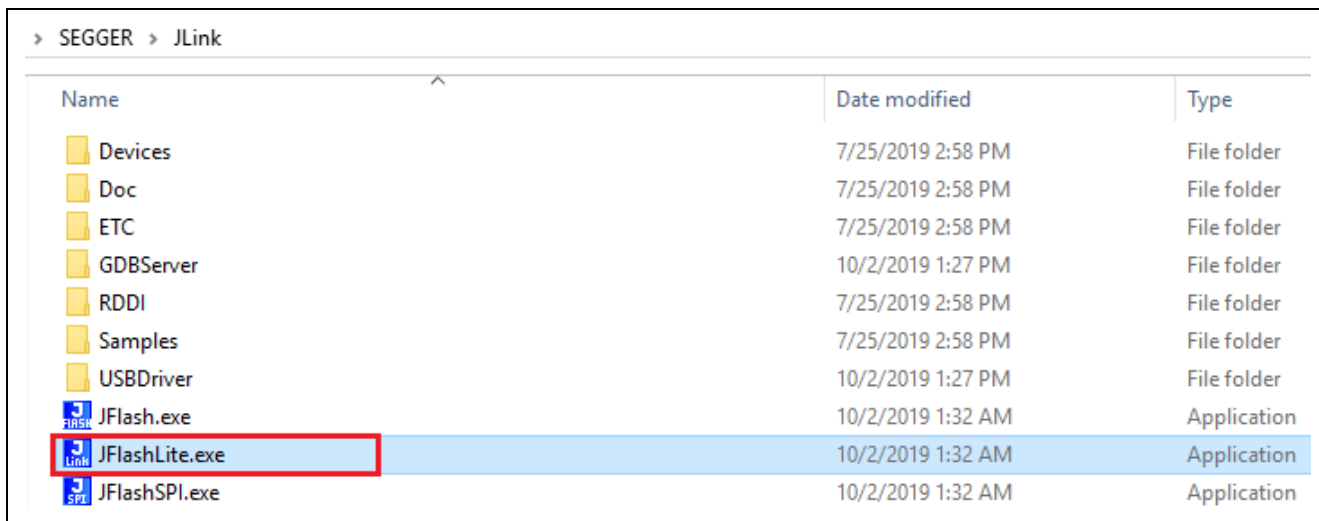 > SEGGER > JLink
Name Date modified Type
Devices 7/25/2019 2:58 PM File folder
Doc 7/25/2019 2:58 PM File folder
ETC 7/25/2019 2:58 PM File folder
GDBServer 10/2/2019 1:27 PM File folder
RDDI 7/25/2019 2:58 PM File folder
Samples 7/25/2019 2:58 PM File folder
USBDriver 10/2/2019 1:27 PM File folder
J FLASH JFlash.exe 10/2/2019 1:32 AM Application
J Link JFlashLite.exe 10/2/2019 1:32 AM Application
J SPI JFlashSPI.exe 10/2/2019 1:32 AM Application